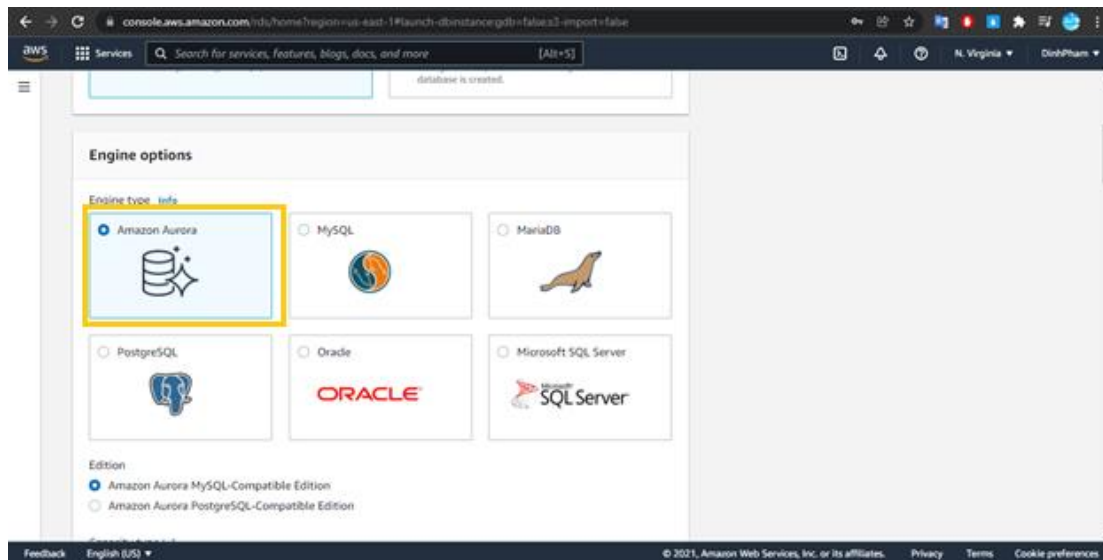 console.aws.amazon.com/rds/home?region=us-east-1#launch-dbinstance:gdb=false;s3-import=false
aws
Services
Search for services, features, blogs, docs, and more
[Alt+S]
N. Virginia
DinhPham
database is created.
Engine options
Engine type Info
Amazon Aurora
MySQL
MariaDB
PostgreSQL
Oracle
Microsoft SQL Server
ORACLE
Microsoft
SQL Server
Edition
Amazon Aurora MySQL-Compatible Edition
Amazon Aurora PostgreSQL-Compatible Edition
Feedback English (US) © 2021, Amazon Web Services, Inc. or its affiliates. Privacy Terms Cookie preferences